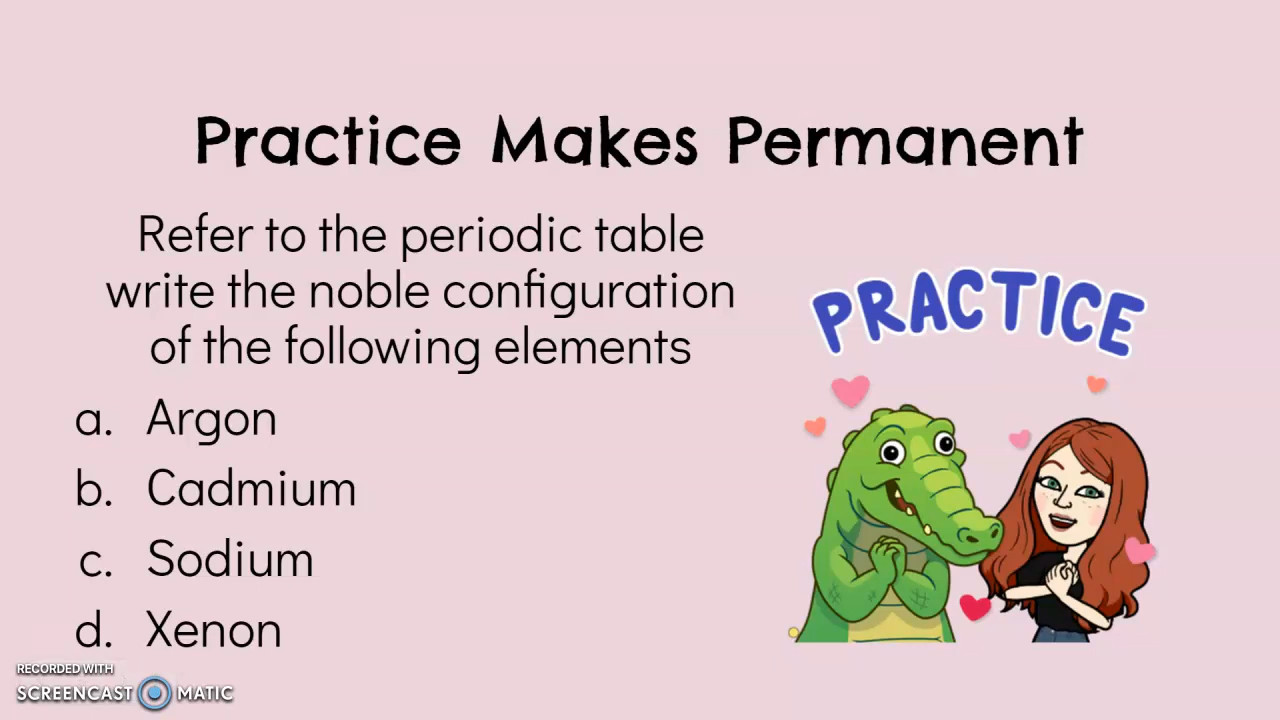 Practice Makes Permanent
Refer to the periodic table
write the noble configuration
of the following elements
a. Argon
b. Cadmium
c. Sodium
d. Xenon
PRACTICE
RECORDED WITH
SCREENCAST MATIC